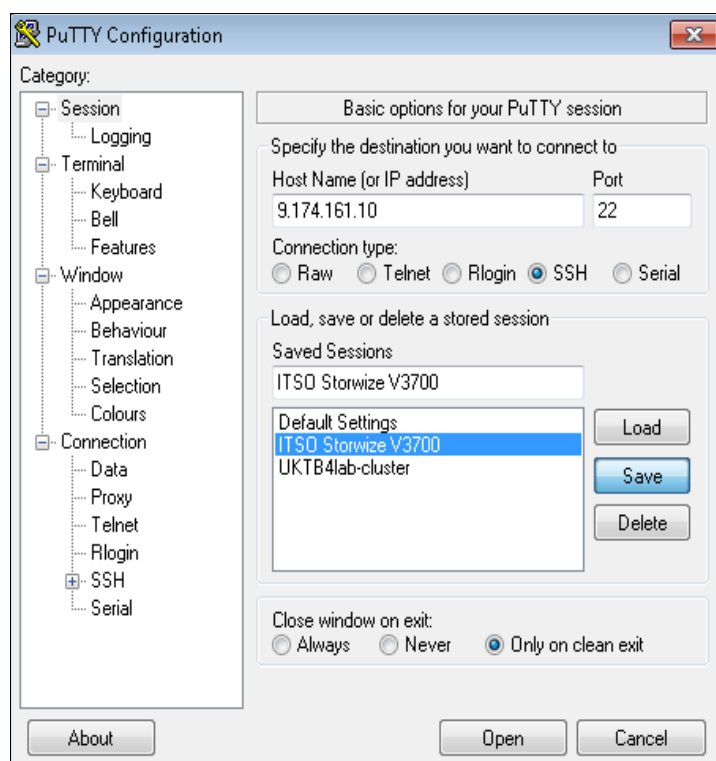 PuTTY Configuration
Category:
Session
Logging
Terminal
Keyboard
Bell
Features
Window
Appearance
Behaviour
Translation
Selection
Colours
Connection
Data
Proxy
Telnet
Rlogin
SSH
Serial
Basic options for your PuTTY session
Specify the destination you want to connect to
Host Name (or IP address) Port
9.174.161.10 22
Connection type:
Raw Telnet Rlogin SSH Serial
Load, save or delete a stored session
Saved Sessions
ITSO Storwize V3700
Default Settings
ITSO Storwize V3700
UKTB4lab-cluster
Load
Save
Delete
Close window on exit:
Always Never Only on clean exit
About Open Cancel